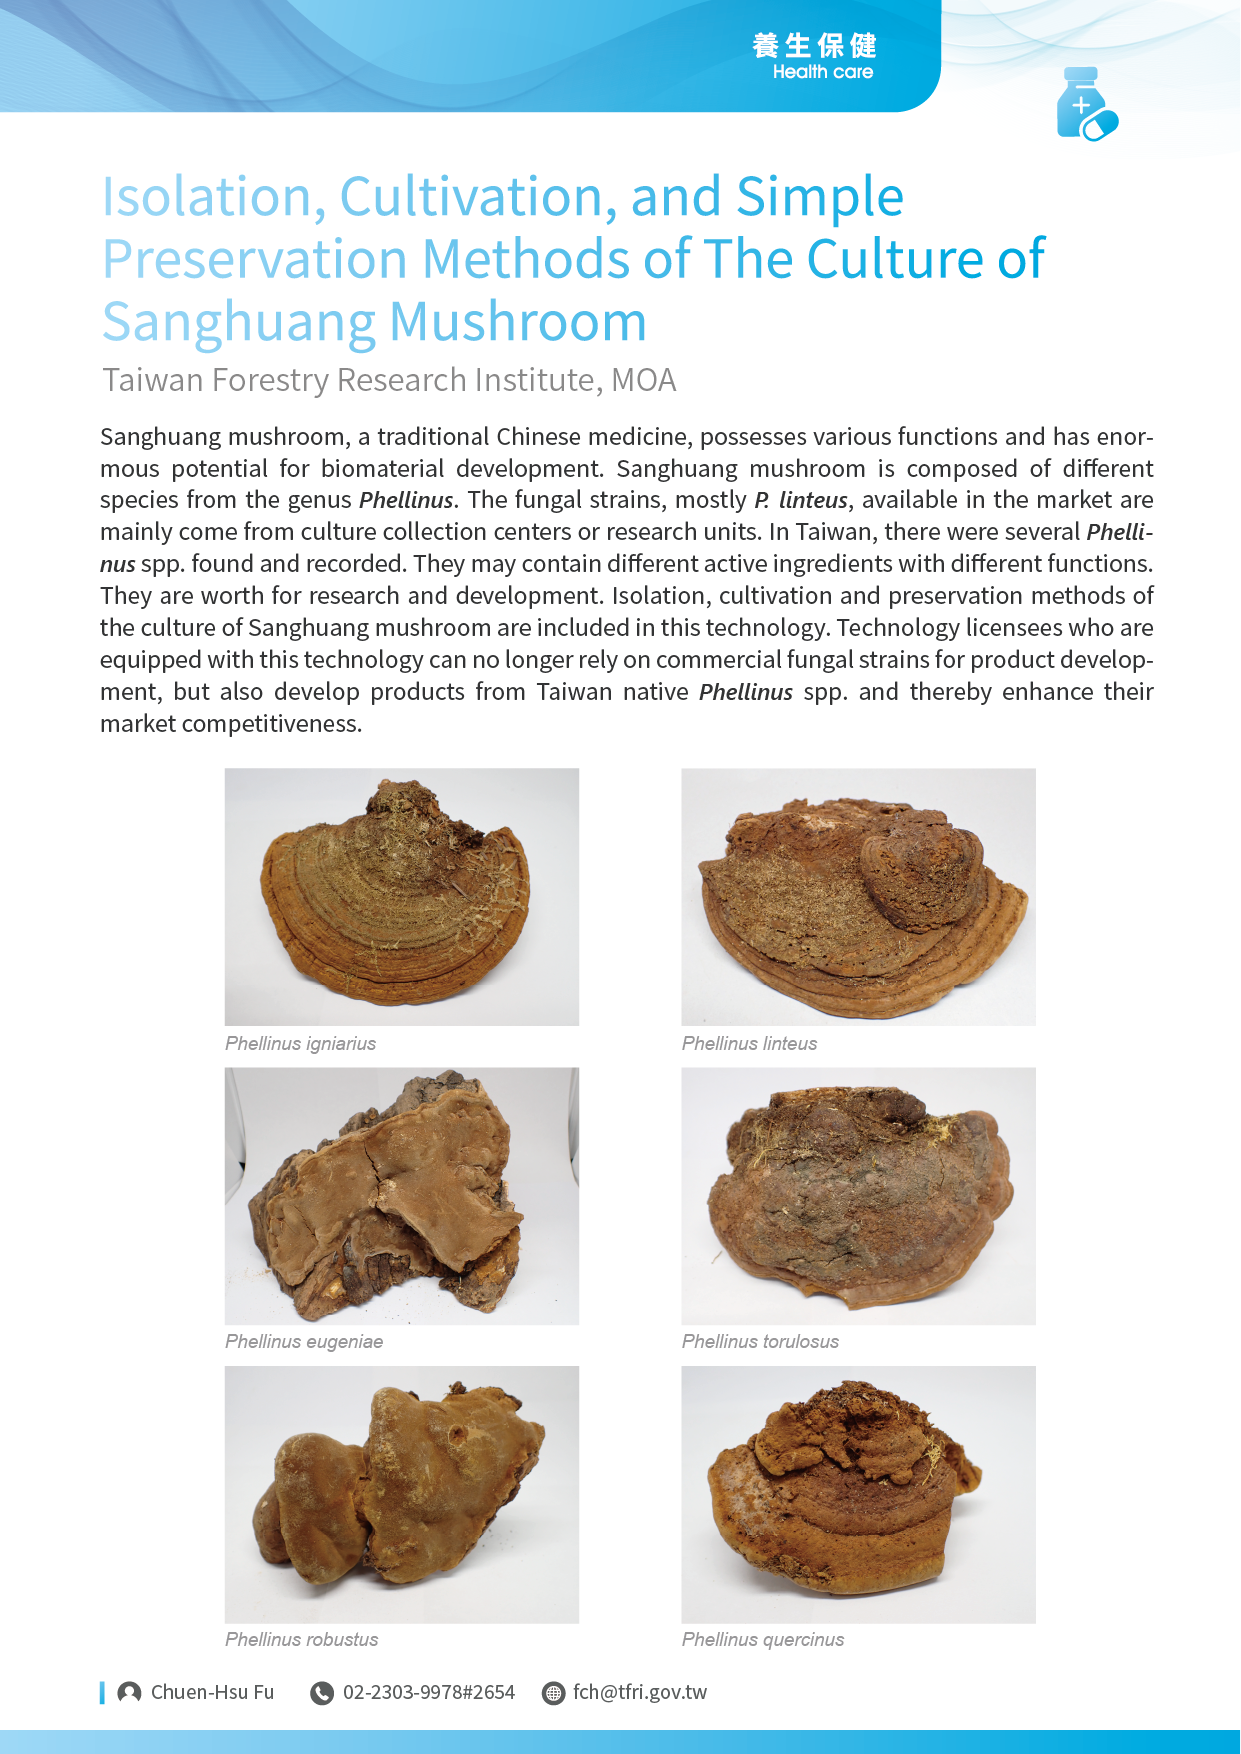 養生保健
Health care
Isolation, Cultivation, and Simple
Preservation Methods of The Culture of
Sanghuang Mushroom
Taiwan Forestry Research Institute, MOA
Sanghuang mushroom, a traditional Chinese medicine, possesses various functions and has enor-
mous potential for biomaterial development. Sanghuang mushroom is composed of different
species from the genus Phellinus. The fungal strains, mostly P. linteus, available in the market are
mainly come from culture collection centers or research units. In Taiwan, there were several Phelli-
nus spp. found and recorded. They may contain different active ingredients with different functions.
They are worth for research and development. Isolation, cultivation and preservation methods of
the culture of Sanghuang mushroom are included in this technology. Technology licensees who are
equipped with this technology can no longer rely on commercial fungal strains for product develop-
ment, but also develop products from Taiwan native Phellinus spp. and thereby enhance their
market competitiveness.
Phellinus igniarius
Phellinus linteus
Phellinus eugeniae
Phellinus torulosus
Phellinus robustus
Phellinus quercinus
Chuen-Hsu Fu 02-2303-9978#2654 fch@tfri.gov.tw